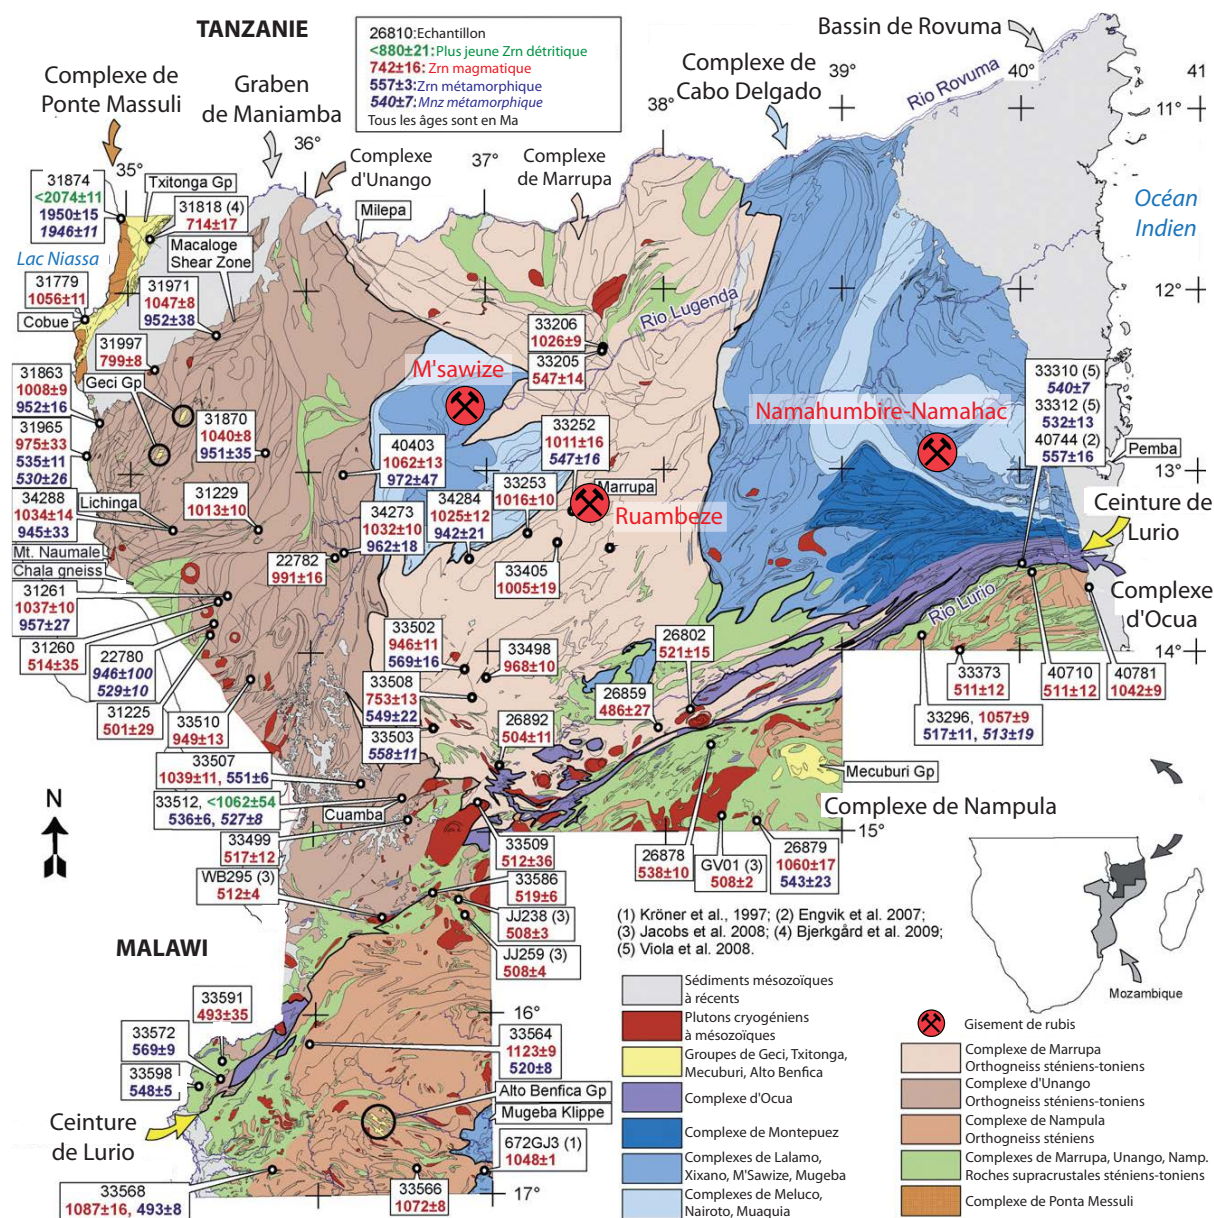 TANZANIE
26810:Echantillon
<880±21: Plus jeune Zrn détritique
742±16: Zrn magmatique
557±3: Zrn métamorphique
540±7: Mnz métamorphique
Tous les âges sont en Ma
Bassin de Rovuma
Complexe de
Ponte Massuli
Graben
de Maniamba
Complexe de
Cabo Delgado
Rio Rovuma
39°
40°
41
11°
38°
37°
36°
35°
Complexe
d'Unango
Complexe
de Marrupa
Milepa
31874
<2074±11
1950±15
1946±11
Txitonga Gp
31818 (4)
714±17
Macaloge
Shear Zone
Océan
Indien
Lac Niassa
31779
1056±11
Cobue
31971
1047±8
952±38
12°
Rio Lugenda
33206
1026±9
33205
547±14
31997
799±8
Geci Gp
M'sawize
31863
1008±9
952±16
31965
975±33
535±11
530±26
34288
1034±14
945±33
31870
1040±8
951±35
33310 (5)
540±7
33312 (5)
532±13
40744 (2)
557±16
Namahumbire-Namahac
33252
1011±16
547±16
40403
1062±13
972±47
Pemba
13°
33253
1016±10
Marrupa
Ruambeze
34284
1025±12
942±21
34273
1032±10
962±18
Lichinga
31229
1013±10
Ceinture de
Lurio
Mt. Naumale
Chala gneiss
22782
991±16
33405
1005±19
31261
1037±10
957±27
Complexe
d'Ocua
Rio Lurio
31260
514±35
22780
946±100
529±10
33502
946±11
569±16
33498
968±10
26802
521±15
14°
33373
511±12
40710
511±12
40781
1042±9
33508
753±13
549±22
26859
486±27
31225
501±29
33510
949±13
33503
558±11
26892
504±11
33296, 1057±9
517±11, 513±19
33507
1039±11, 551±6
Mecuburi Gp
33512, <1062±54
536±6, 527±8
Cuamba
Complexe de Nampula
N
15°
33499
517±12
33509
512±36
26878
538±10
GV01 (3)
508±2
26879
1060±17
543±23
WB295 (3)
512±4
33586
519±6
JJ238 (3)
508±3
JJ259 (3)
508±4
(1) Kröner et al., 1997; (2) Engvik et al. 2007;
(3) Jacobs et al. 2008; (4) Bjerkgård et al. 2009;
(5) Viola et al. 2008.
MALAWI
Mozambique
33591
493±35
16°
33572
569±9
33564
1123±9
520±8
33598
548±5
Alto Benfica Gp
Mugeba Klippe
Ceinture
de Lurio
672GJ3 (1)
1048±1
33568
1087±16, 493±8
33566
1072±8
17°
Sédiments mésozoïques
à récents
Plutons cryogéniens
à mésozoïques
Groupes de Geci, Txitonga,
Mecuburi, Alto Benfica
Complexe d'Ocua
Complexe de Montepuez
Complexes de Lalamo,
Xixano, M'Sawize, Mugeba
Complexes de Meluco,
Nairoto, Muaquia
Gisement de rubis
Complexe de Marrupa
Orthogneiss sténiens-toniens
Complexe d'Unango
Orthogneiss sténiens-toniens
Complexe de Nampula
Orthogneiss sténiens
Complexes de Marrupa, Unango, Namp.
Roches supracrustales sténiens-toniens
Complexe de Ponta Messuli